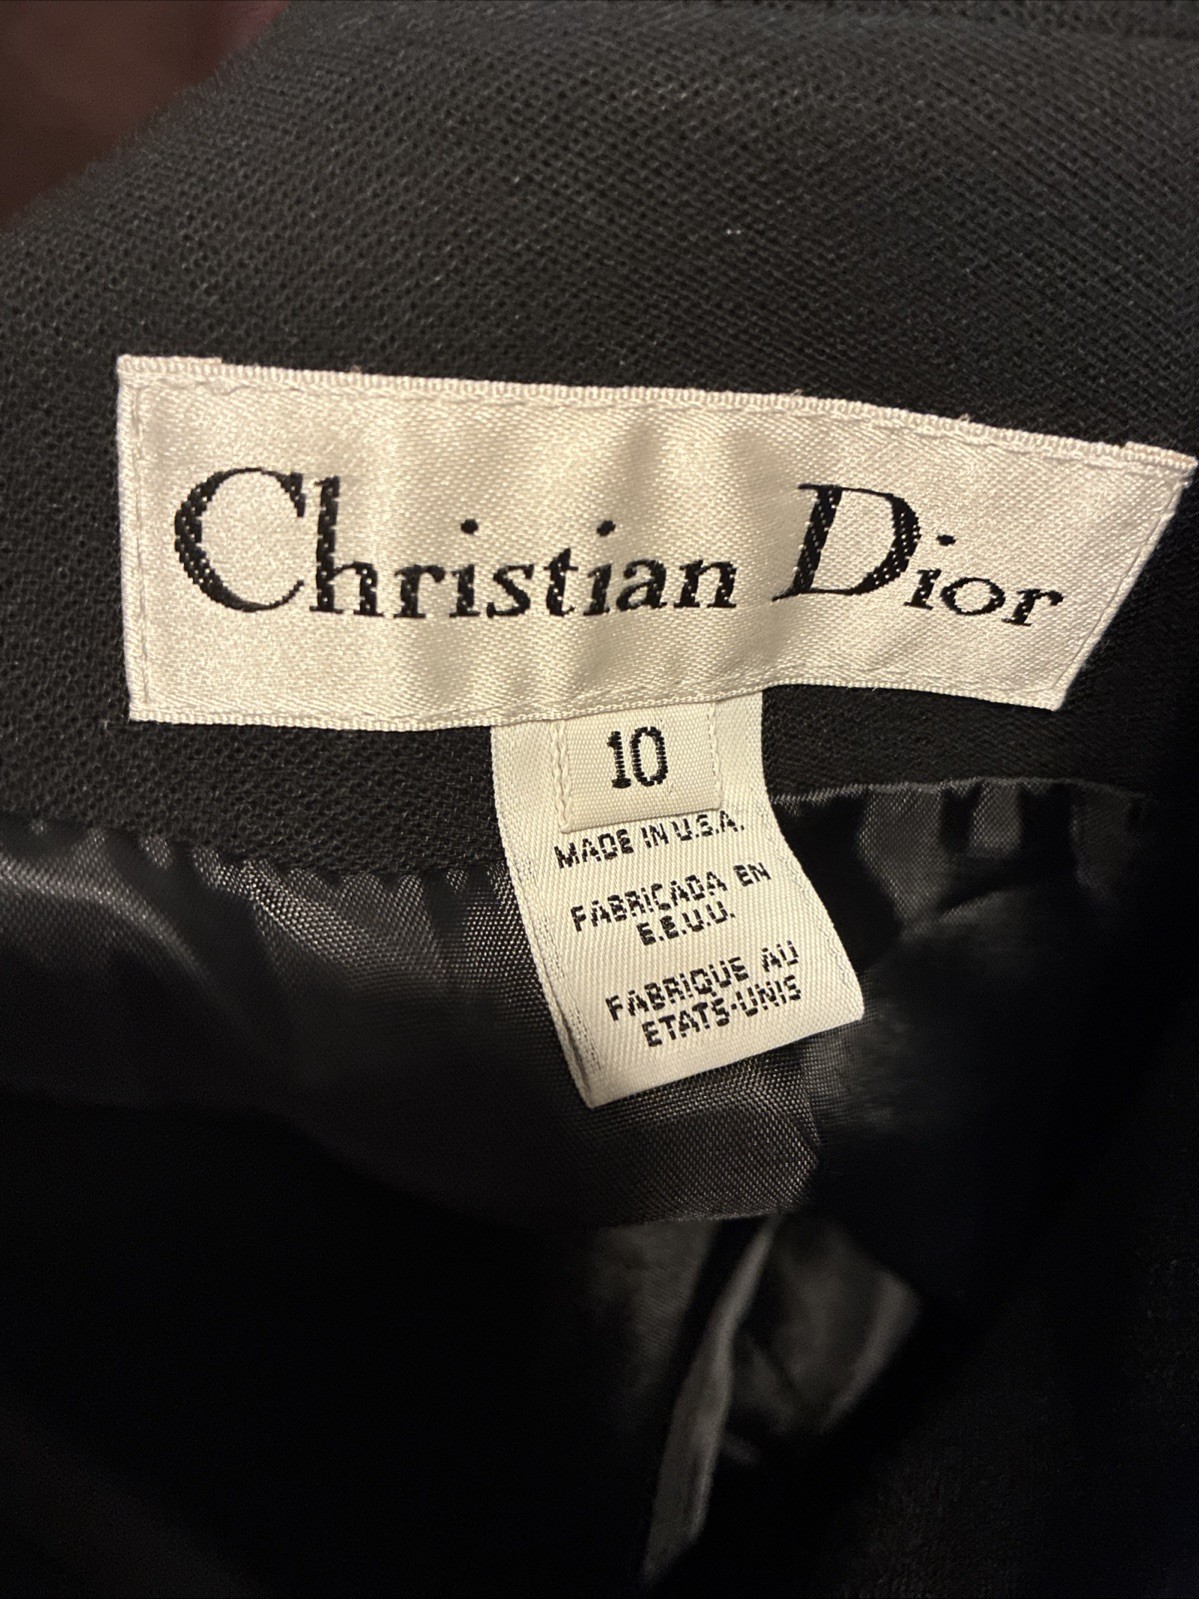 Christian Dior
10
MADE IN U.S.A.
FABRICADA EN
E.E.U.U.
FABRIQUE AU
ETATS-UNIS